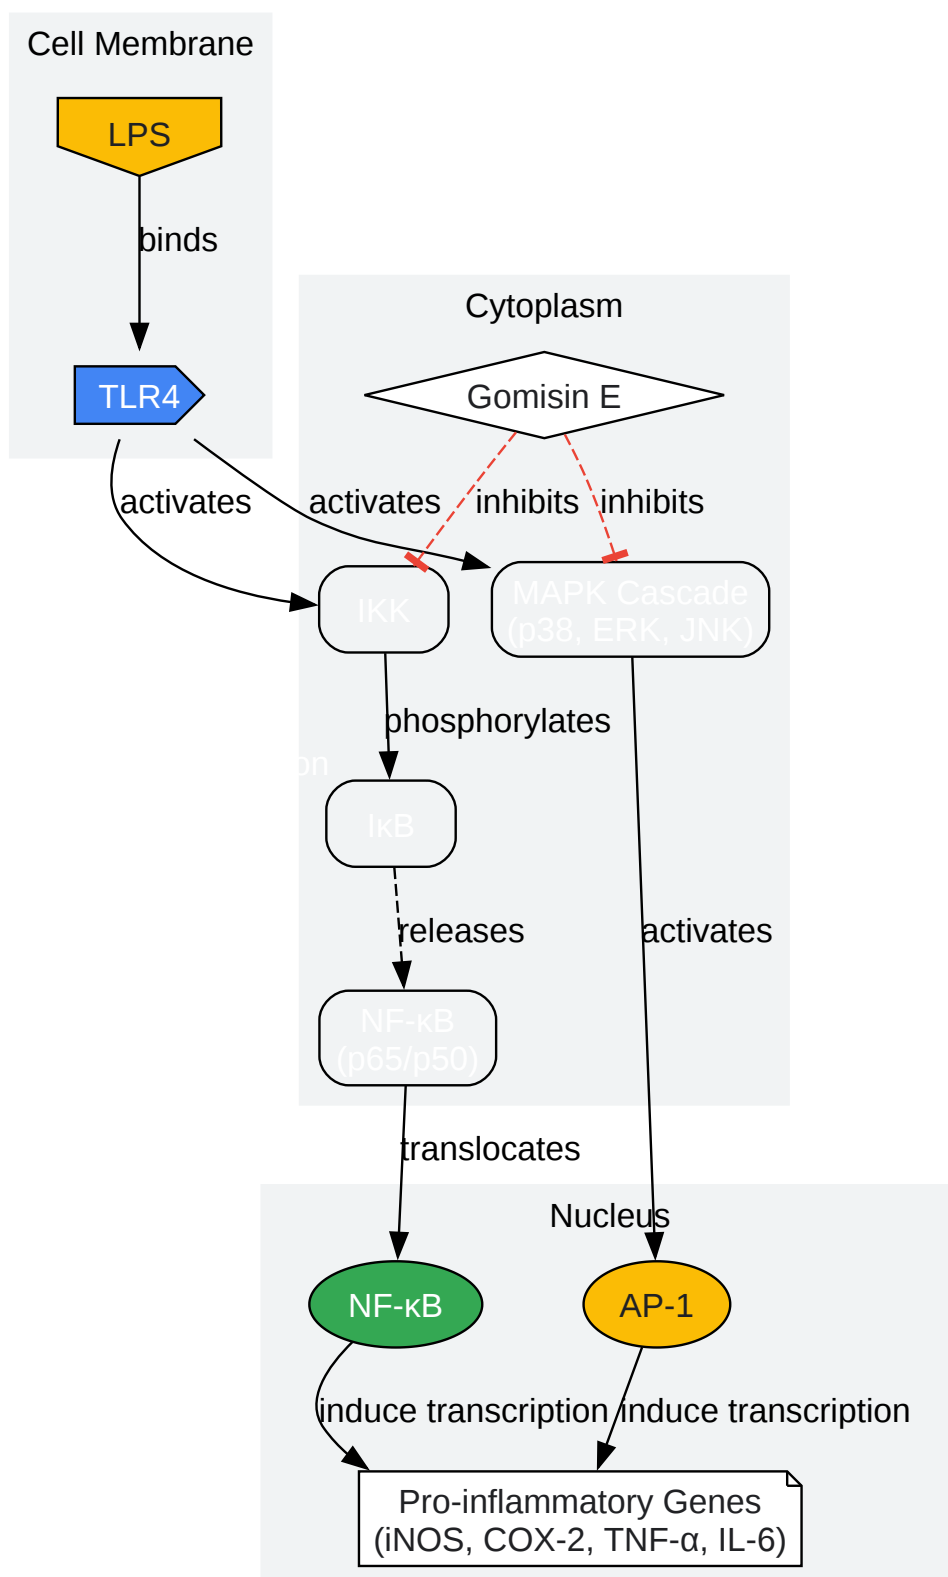 Cell Membrane
LPS
binds
TLR4
Cytoplasm
Gomisin E
activates
activates
inhibits
inhibits
IKK
MAPK Cascade
(p38, ERK, JNK)
phosphorylates
on
IκB
releases
activates
NF-κB
(p65/p50)
translocates
Nucleus
NF-κB
AP-1
induce transcription
induce transcription
Pro-inflammatory Genes
(iNOS, COX-2, TNF-α, IL-6)